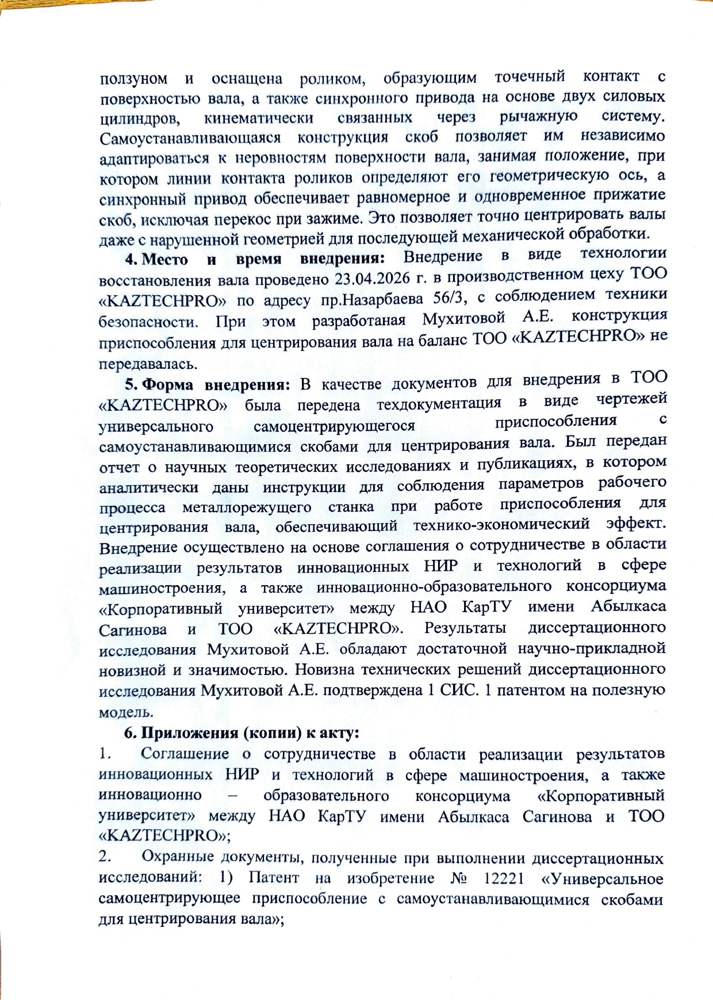 ползуном и оснащена роликом, образующим точечный контакт с
поверхностью вала, а также синхронного привода на основе двух силовых
цилиндров, кинематически связанных через рычажную систему.
Самоустанавливающаяся конструкция скоб позволяет им независимо
адаптироваться к неровностям поверхности вала, занимая положение, при
котором линии контакта роликов определяют его геометрическую ось, а
синхронный привод обеспечивает равномерное и одновременное прижатие
скоб, исключая перекос при зажиме. Это позволяет точно центрировать валы
даже с нарушенной геометрией для последующей механической обработки.
4. Место и время внедрения: Внедрение в виде технологии
восстановления вала проведено 23.04.2026 г. в производственном цеху ТОО
«KAZTECHPRO» по адресу пр.Назарбаева 56/3, с соблюдением техники
безопасности. При этом разработаная Мухитовой А.Е. конструкция
приспособления для центрирования вала на баланс ТОО «KAZTECHPRO» не
передавалась.
5. Форма внедрения: В качестве документов для внедрения в ТОО
«KAZTECHPRO» была передена техдокументация в виде чертежей
универсального самоцентрирующегося приспособления с
самоустанавливающимися скобами для центрирования вала. Был передан
отчет о научных теоретических исследованиях и публикациях, в котором
аналитически даны инструкции для соблюдения параметров рабочего
процесса металлорежущего станка при работе приспособления для
центрирования вала, обеспечивающий технико-экономический эффект.
Внедрение осуществлено на основе соглашения о сотрудничестве в области
реализации результатов инновационных НИР и технологий в сфере
машиностроения, а также инновационно-образовательного консорциума
«Корпоративный университет» между НАО КарТУ имени Абылкаса
Сагинова и ТОО «KAZTECHPRO». Результаты диссертационного
исследования Мухитовой А.Е. обладают достаточной научно-прикладной
новизной и значимостью. Новизна технических решений диссертационного
исследования Мухитовой А.Е. подтверждена 1 СИС. 1 патентом на полезную
модель.
6. Приложения (копии) к акту:
1. Соглашение о сотрудничестве в области реализации результатов
инновационных НИР и технологий в сфере машиностроения, а также
инновационно – образовательного консорциума «Корпоративный
университет» между НАО КарТУ имени Абылкаса Сагинова и ТОО
«KAZTECHPRO»;
2. Охранные документы, полученные при выполнении диссертационных
исследований: 1) Патент на изобретение № 12221 «Универсальное
самоцентрирующее приспособление с самоустанавливающимися скобами
для центрирования вала»;